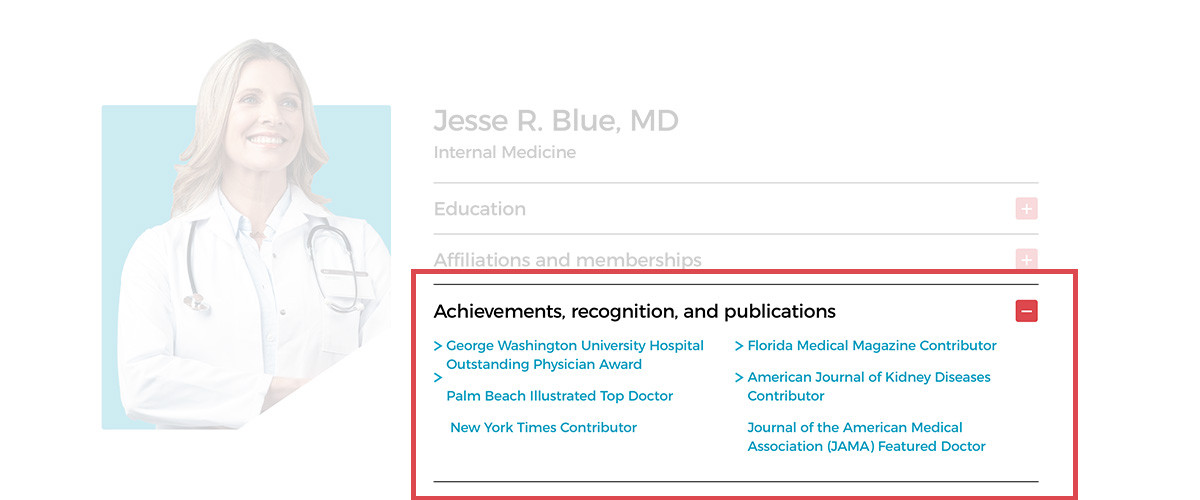 Jesse R. Blue, MD
Internal Medicine
Education
Affiliations and memberships
Achievements, recognition, and publications
> George Washington University Hospital
Outstanding Physician Award
>
Palm Beach Illustrated Top Doctor
New York Times Contributor
> Florida Medical Magazine Contributor
> American Journal of Kidney Diseases
Contributor
Journal of the American Medical
Association (JAMA) Featured Doctor